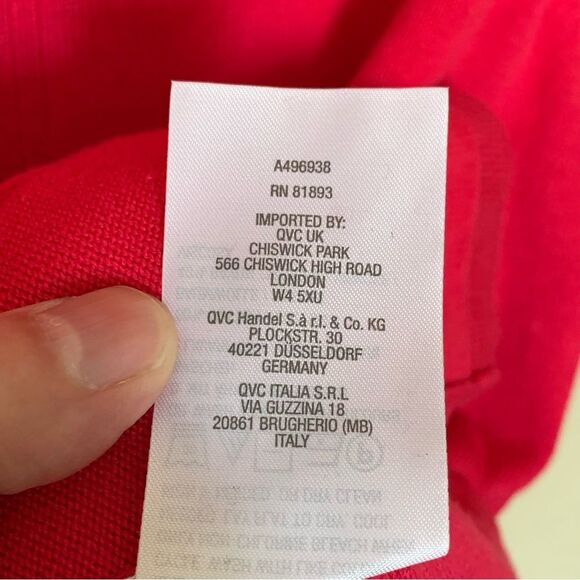 A496938
RN 81893
IMPORTED BY:
QVC UK
CHISWICK PARK
566 CHISWICK HIGH ROAD
LONDON
W4 5XU
QVC Handel S.à r.l. & Co. KG
PLOCKSTR. 30
40221 DÜSSELDORF
GERMANY
QVC ITALIA S.R.L
VIA GUZZINA 18
20861 BRUGHERIO (MB)
ITALY